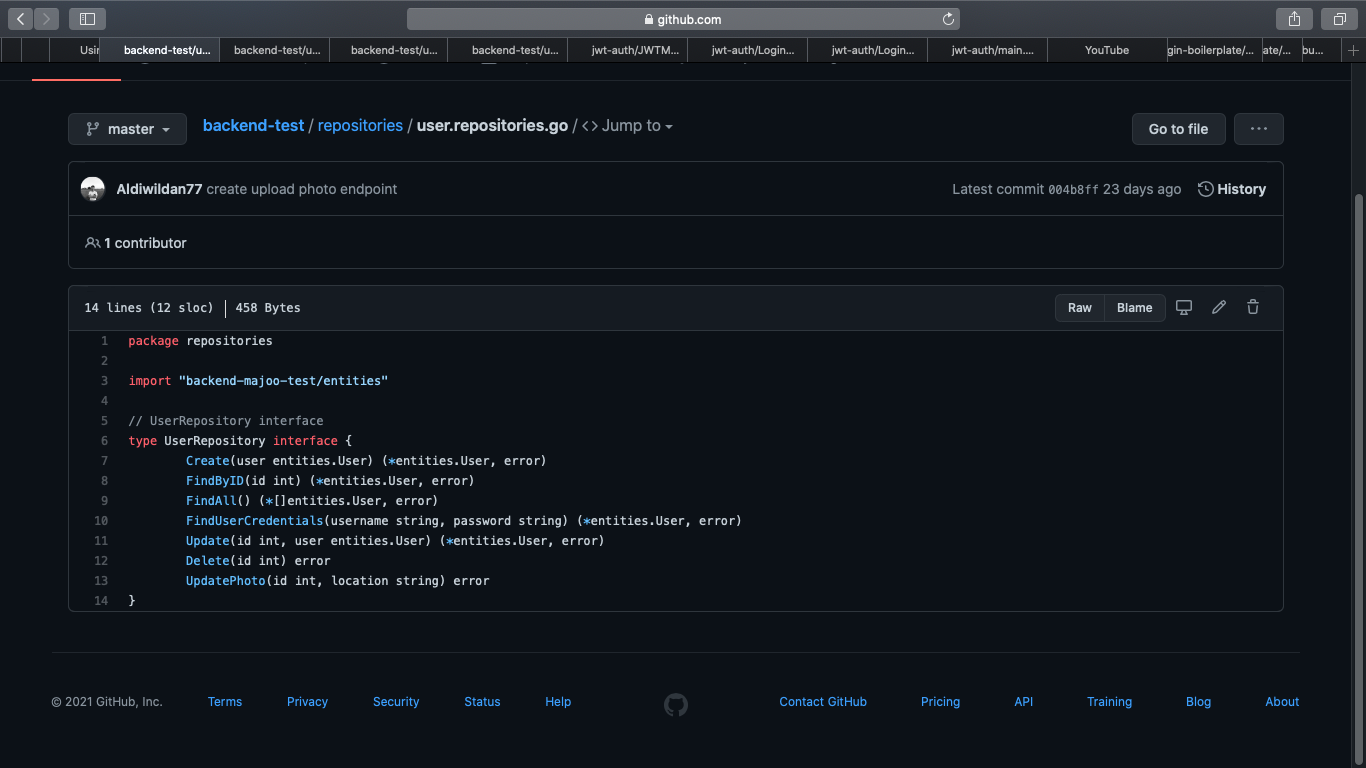 github.com
Usin backend-test/u... backend-test/u... backend-test/u... backend-test/u... jwt-auth/JWTM... jwt-auth/Login... jwt-auth/Login... jwt-auth/main.... YouTube gin-boilerplate/... ate/... bu...
master backend-test / repositories / user.repositories.go / <> Jump to Go to file ...
Aldiwildan77 create upload photo endpoint Latest commit 004b8ff 23 days ago History
1 contributor
14 lines (12 sloc) | 458 Bytes Raw Blame
1 package repositories
2
3 import "backend-majoo-test/entities"
4
5 // UserRepository interface
6 type UserRepository interface {
7 Create(user entities.User) (*entities.User, error)
8 FindByID(id int) (*entities.User, error)
9 FindAll() (*[]entities.User, error)
10 FindUserCredentials(username string, password string) (*entities.User, error)
11 Update(id int, user entities.User) (*entities.User, error)
12 Delete(id int) error
13 UpdatePhoto(id int, location string) error
14 }
© 2021 GitHub, Inc. Terms Privacy Security Status Help Contact GitHub Pricing API Training Blog About